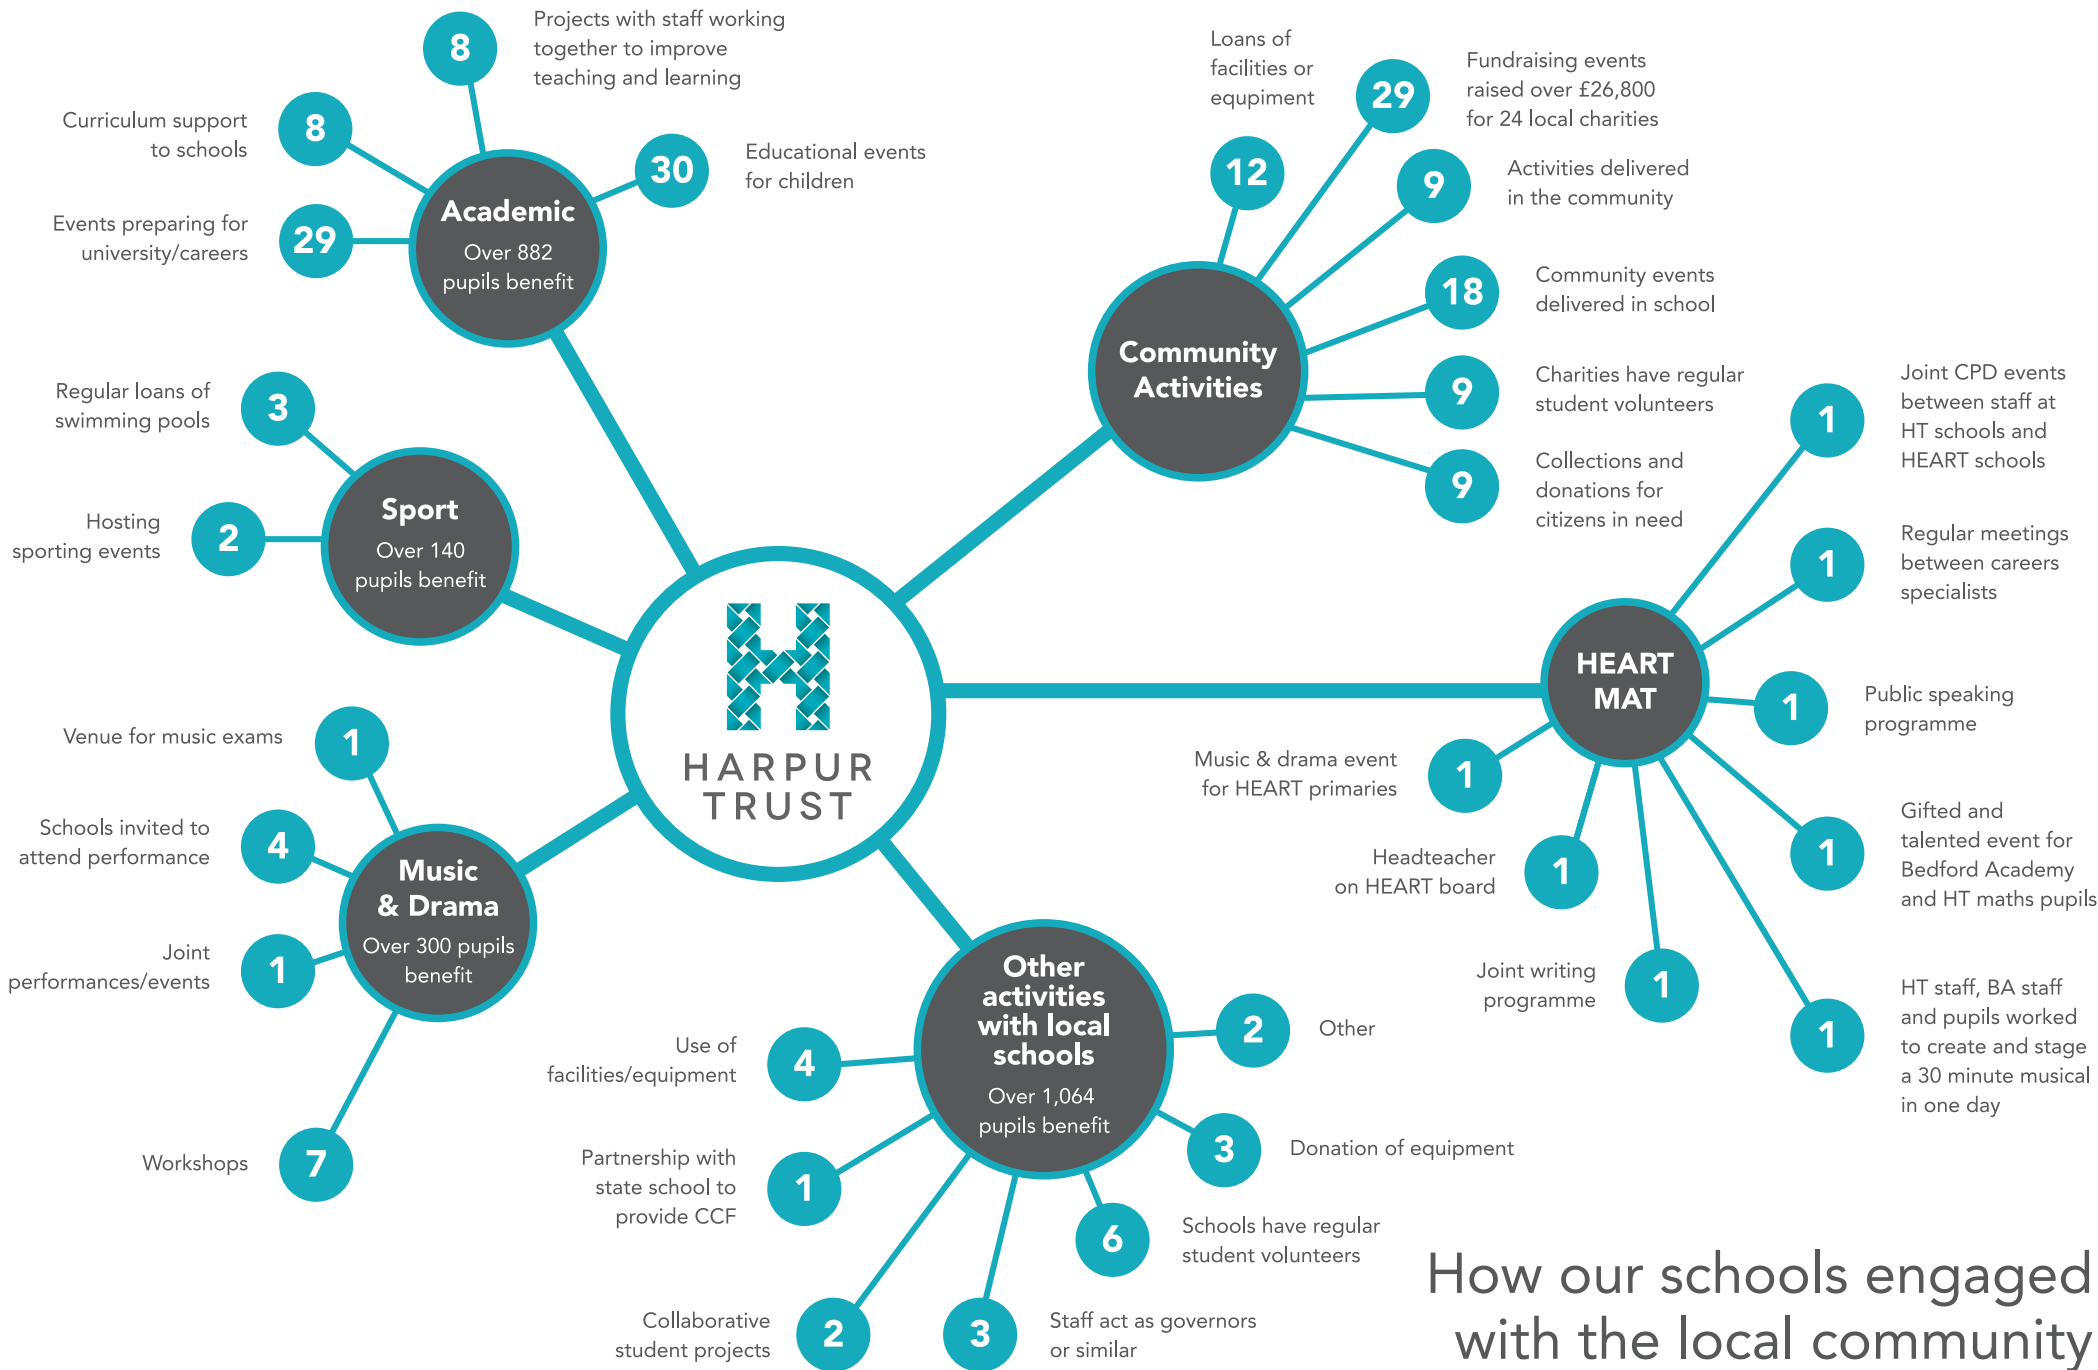 8
Projects with staff working
together to improve
teaching and learning
Curriculum support
to schools
8
30
Educational events
for children
Events preparing for
university/careers
29
Academic
Over 882
pupils benefit
Regular loans of
swimming pools
3
Hosting
sporting events
2
Sport
Over 140
pupils benefit
Venue for music exams
1
Schools invited to
attend performance
4
Joint
performances/events
1
Workshops
7
Music
& Drama
Over 300 pupils
benefit
HARPUR
TRUST
Loans of
facilities or
equpiment
12
29
Fundraising events
raised over £26,800
for 24 local charities
9
Activities delivered
in the community
18
Community events
delivered in school
Community
Activities
9
Charities have regular
student volunteers
9
Collections and
donations for
citizens in need
1
Joint CPD events
between staff at
HT schools and
HEART schools
1
Regular meetings
between careers
specialists
HEART
MAT
1
Public speaking
programme
Music & drama event
for HEART primaries
1
Headteacher
on HEART board
1
Joint writing
programme
1
1
Gifted and
talented event for
Bedford Academy
and HT maths pupils
1
HT staff, BA staff
and pupils worked
to create and stage
a 30 minute musical
in one day
Other
activities
with local
schools
Over 1,064
pupils benefit
Use of
facilities/equipment
4
2
Other
Partnership with
state school to
provide CCF
1
3
Donation of equipment
6
Schools have regular
student volunteers
Collaborative
student projects
2
3
Staff act as governors
or similar
How our schools engaged
with the local community